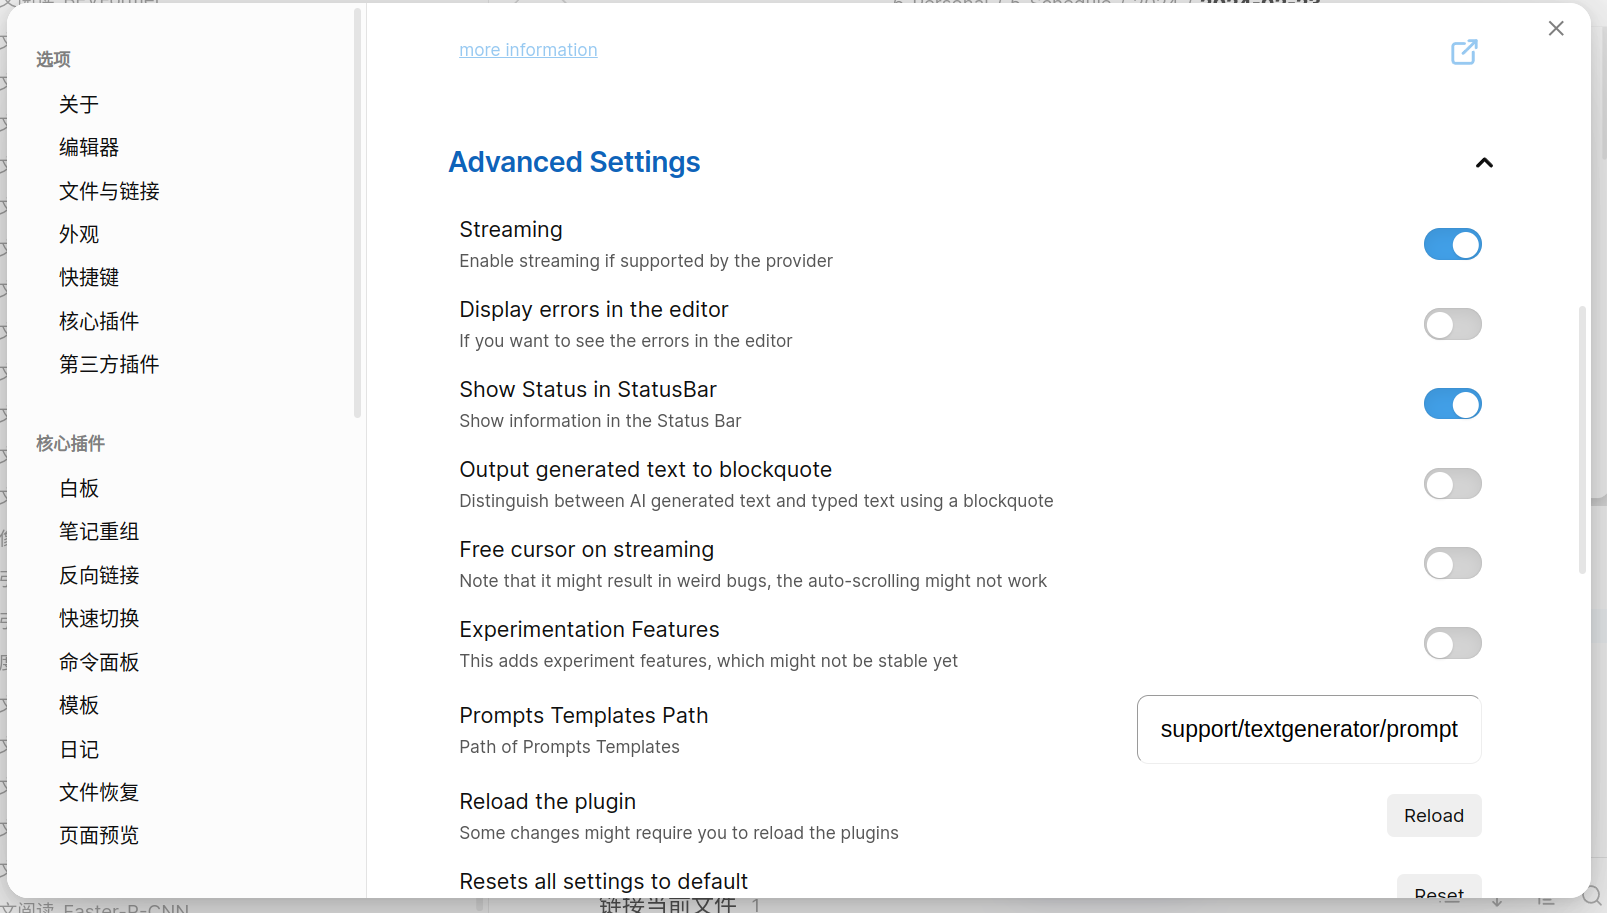 选项
关于
编辑器
文件与链接
外观
快捷键
核心插件
第三方插件
核心插件
白板
笔记重组
反向链接
快速切换
命令面板
模板
日记
文件恢复
页面预览
more information
Advanced Settings
Streaming
Enable streaming if supported by the provider
Display errors in the editor
If you want to see the errors in the editor
Show Status in StatusBar
Show information in the Status Bar
Output generated text to blockquote
Distinguish between AI generated text and typed text using a blockquote
Free cursor on streaming
Note that it might result in weird bugs, the auto-scrolling might not work
Experimentation Features
This adds experiment features, which might not be stable yet
Prompts Templates Path
Path of Prompts Templates
support/textgenerator/prompt
Reload the plugin
Some changes might require you to reload the plugins
Reload
Resets all settings to default
Reset
文阅读 Faster-R-CNN
链接当前文件 1